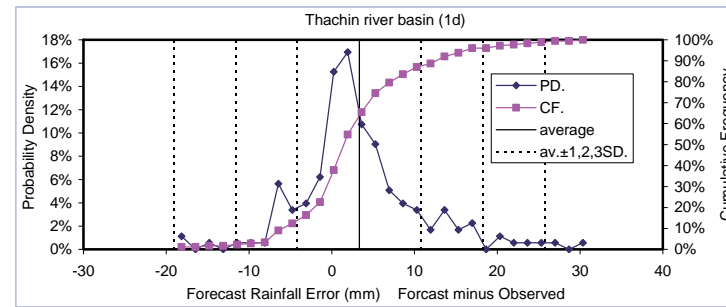 Thachin river basin (1d)
18%
16%
14%
12%
10%
8%
6%
4%
2%
0%
Probability Density
100%
90%
80%
70%
60%
50%
40%
30%
20%
10%
0%
Cumulative Frequency
PD.
CF.
average
av.±1,2,3SD.
-30 -20 -10 0 10 20 30 40
Forecast Rainfall Error (mm) Forcast minus Observed